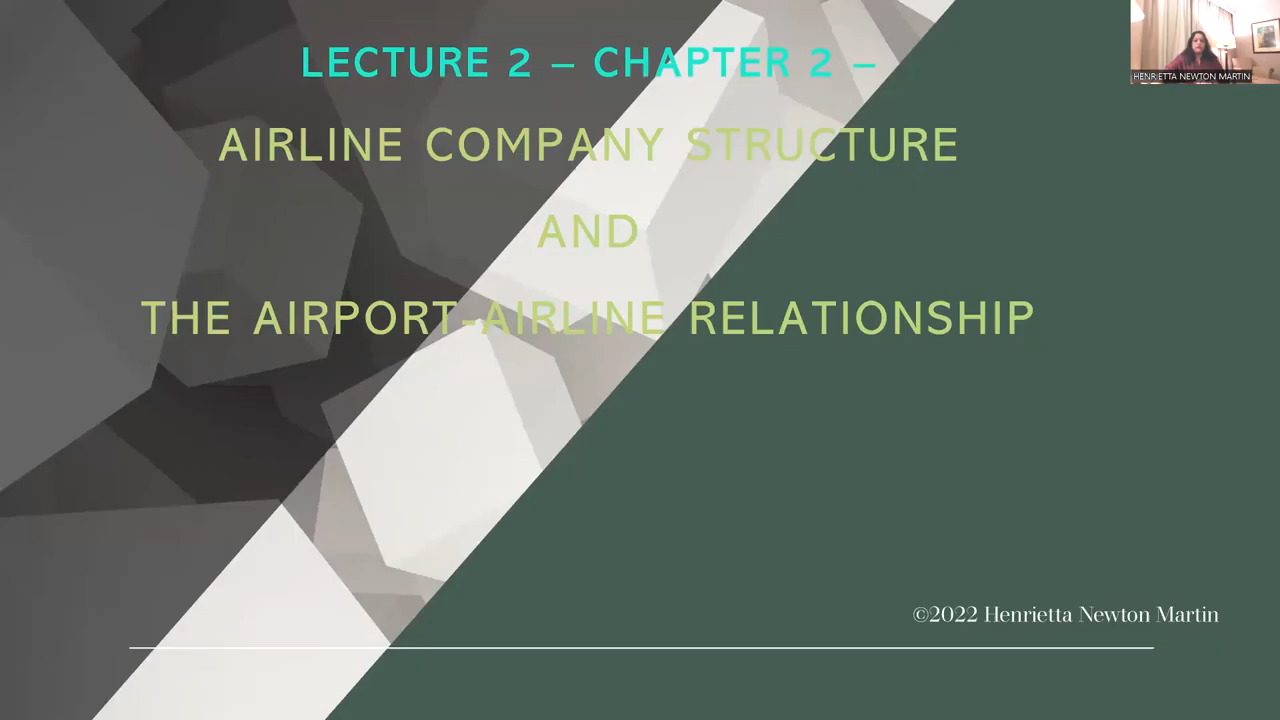 LECTURE 2 – CHAPTER 2 –
HENRIETTA NEWTON MARTIN
AIRLINE COMPANY STRUCTURE
AND
THE AIRPORT-AIRLINE RELATIONSHIP
©2022 Henrietta Newton Martin